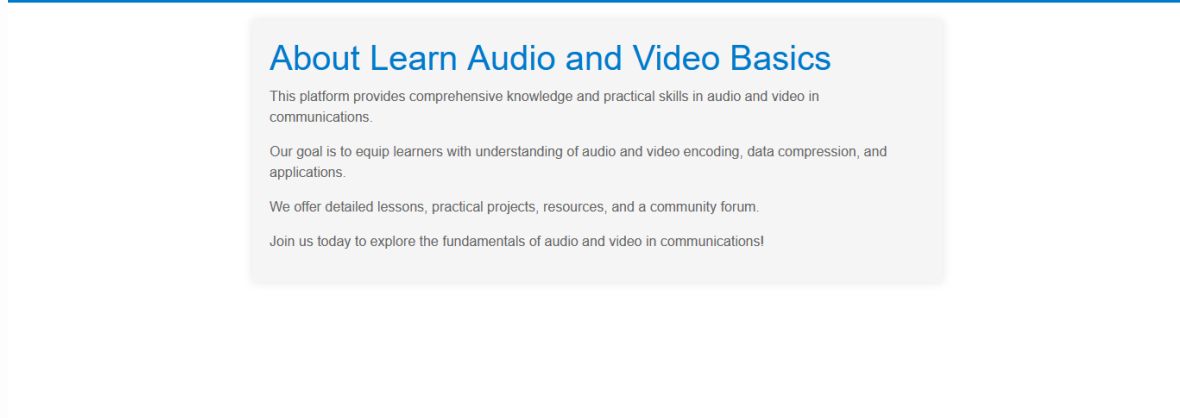 About Learn Audio and Video Basics
This platform provides comprehensive knowledge and practical skills in audio and video in
communications.
Our goal is to equip learners with understanding of audio and video encoding, data compression, and
applications.
We offer detailed lessons, practical projects, resources, and a community forum.
Join us today to explore the fundamentals of audio and video in communications!